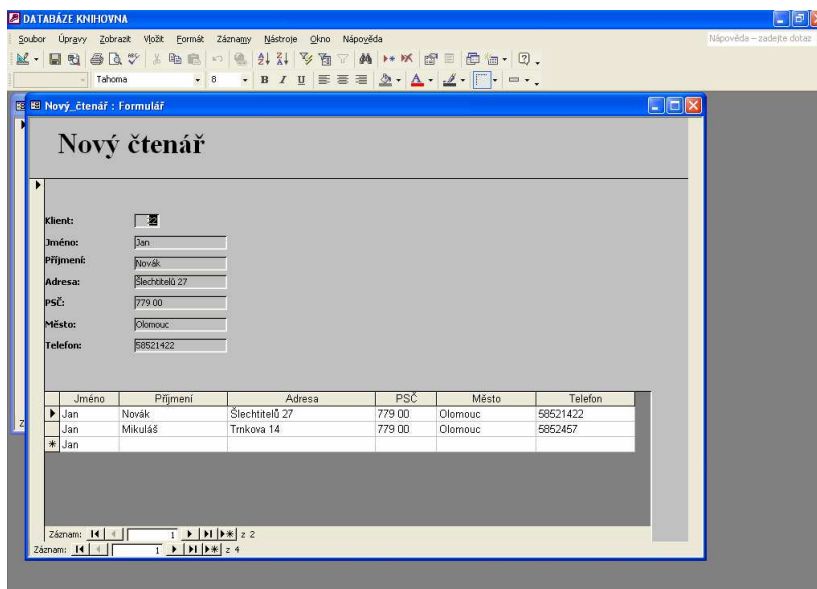 DATABÁZE KNIHOVNA
Soubor Úpravy Zobrazit Vložit Formát Záznamy Nástroje Okno Nápověda Nápověda – zadejte dotaz
Tahoma 8 B I U
Nový_čtenář : Formulář
Nový čtenář
Klient:
Jméno: Jan
Příjmení: Novák
Adresa: Šlechtitelů 27
PSČ: 779 00
Město: Olomouc
Telefon: 58521422
Jméno Příjmení Adresa PSČ Město Telefon
Jan Novák Šlechtitelů 27 779 00 Olomouc 58521422
Jan Mikuláš Trnkova 14 779 00 Olomouc 5852457
Jan
Záznam: 1 z 2
Záznam: 1 z 4